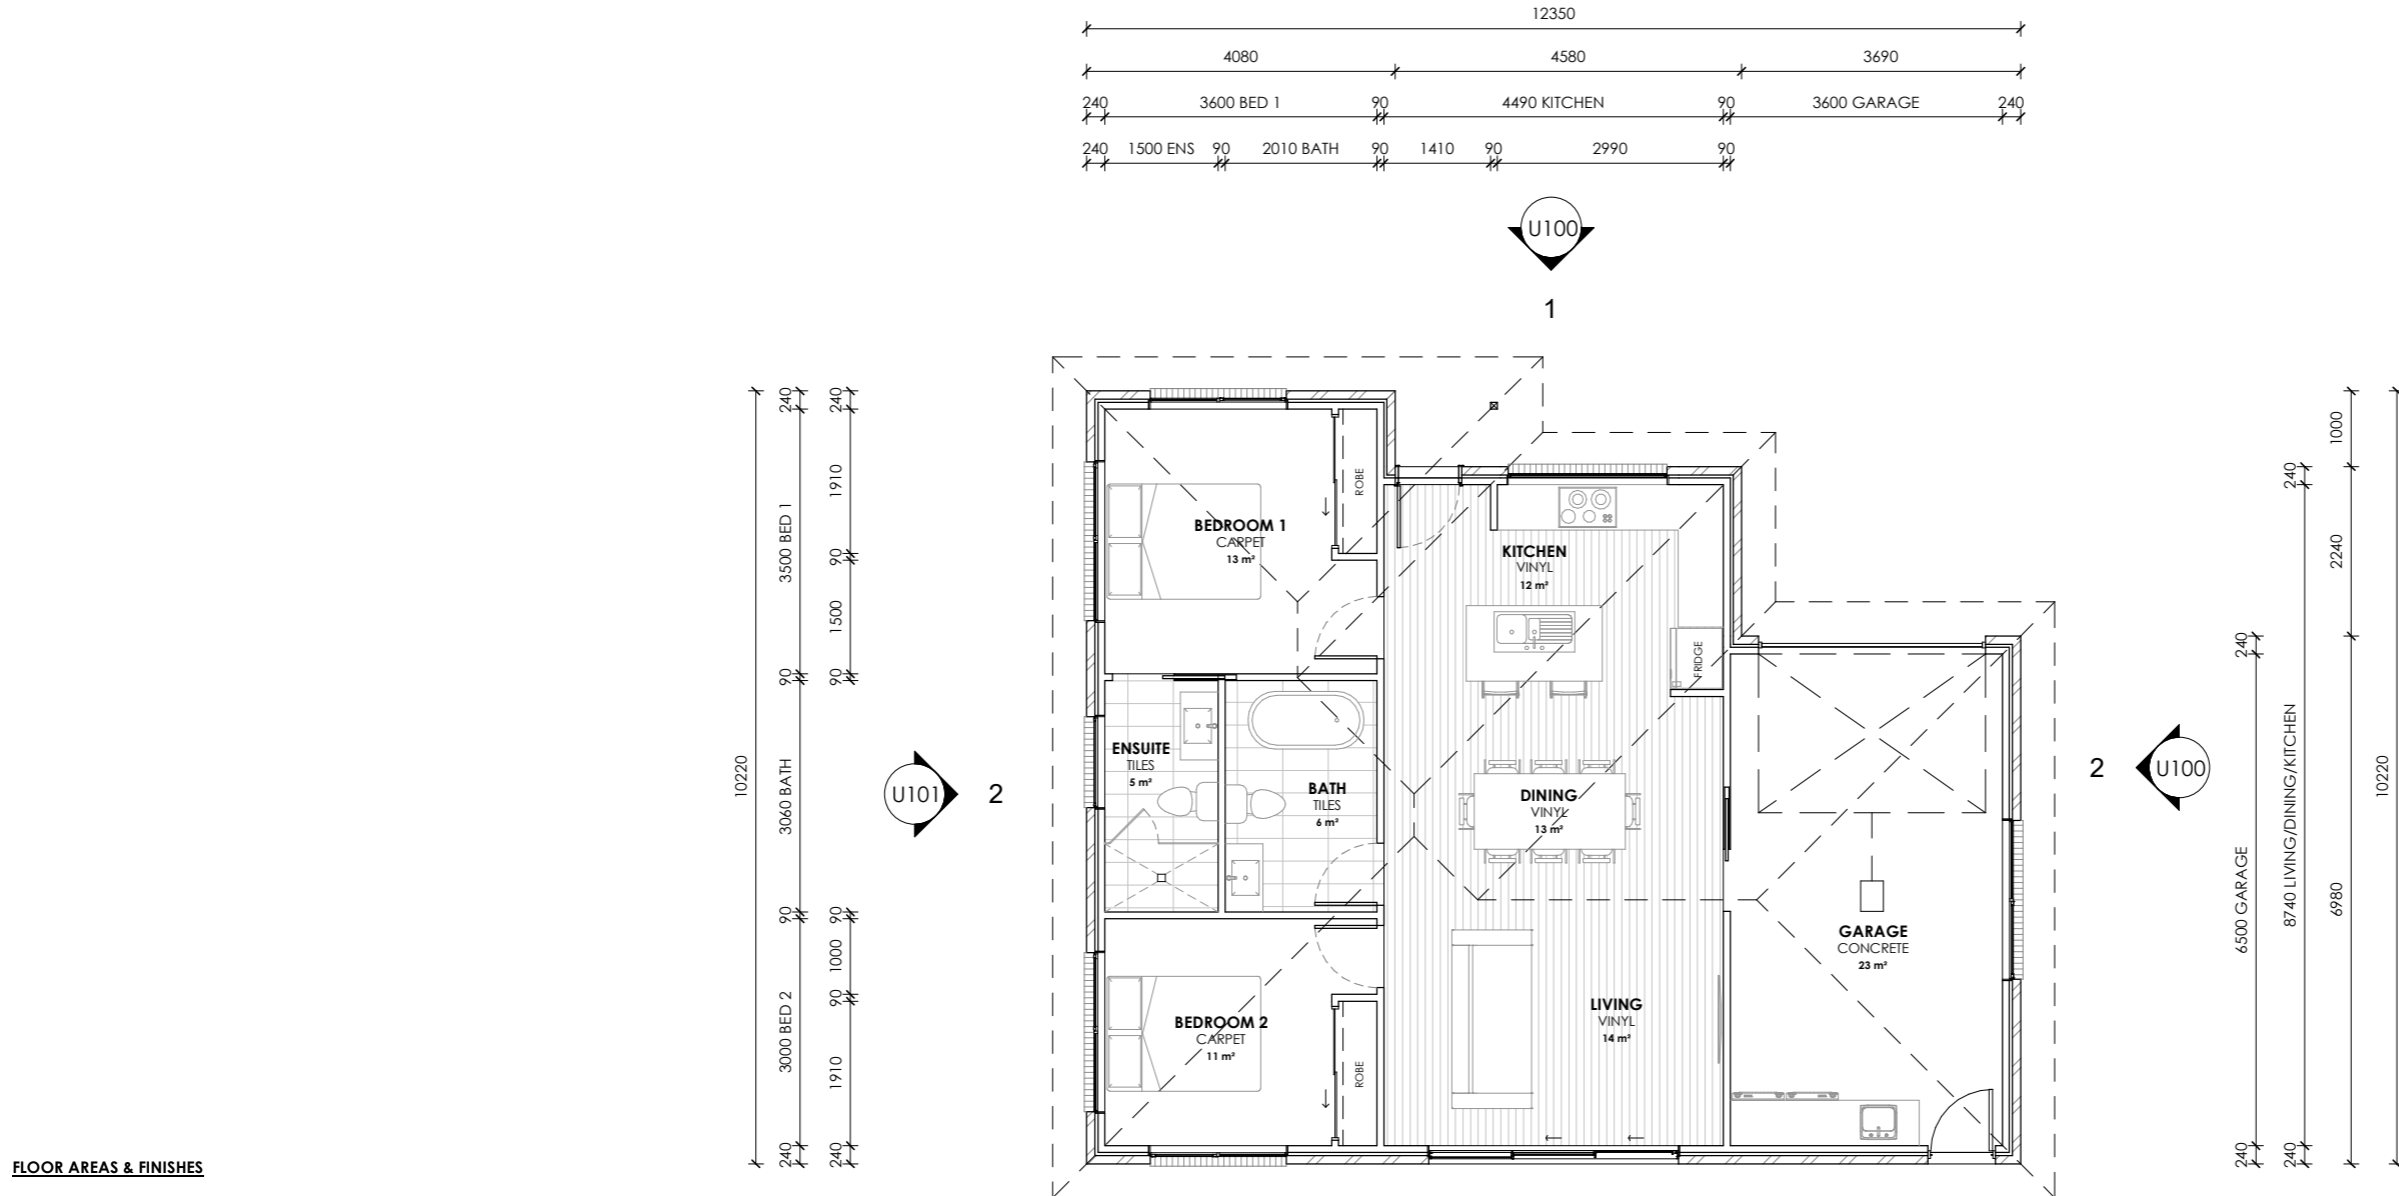 12350
4080 4580 3690
240 3600 BED 1 90 4490 KITCHEN 90 3600 GARAGE 240
240 1500 ENS 90 2010 BATH 90 1410 90 2990 90
U100
1
10220
240
3500 BED 1
90
3060 BATH
90
3000 BED 2
240
240
1910
90
1500
90
90
1000
90
1910
240
U101
2
BEDROOM 1
CARPET
13 m²
ROBE
KITCHEN
VINYL
12 m²
FRIDGE
ENSUITE
TILES
5 m²
BATH
TILES
6 m²
DINING
VINYL
13 m²
GARAGE
CONCRETE
23 m²
BEDROOM 2
CARPET
11 m²
ROBE
LIVING
VINYL
14 m²
2
U100
240
6500 GARAGE
240
240
8740 LIVING/DINING/KITCHEN
240
1000
2240
6980
10220
FLOOR AREAS & FINISHES